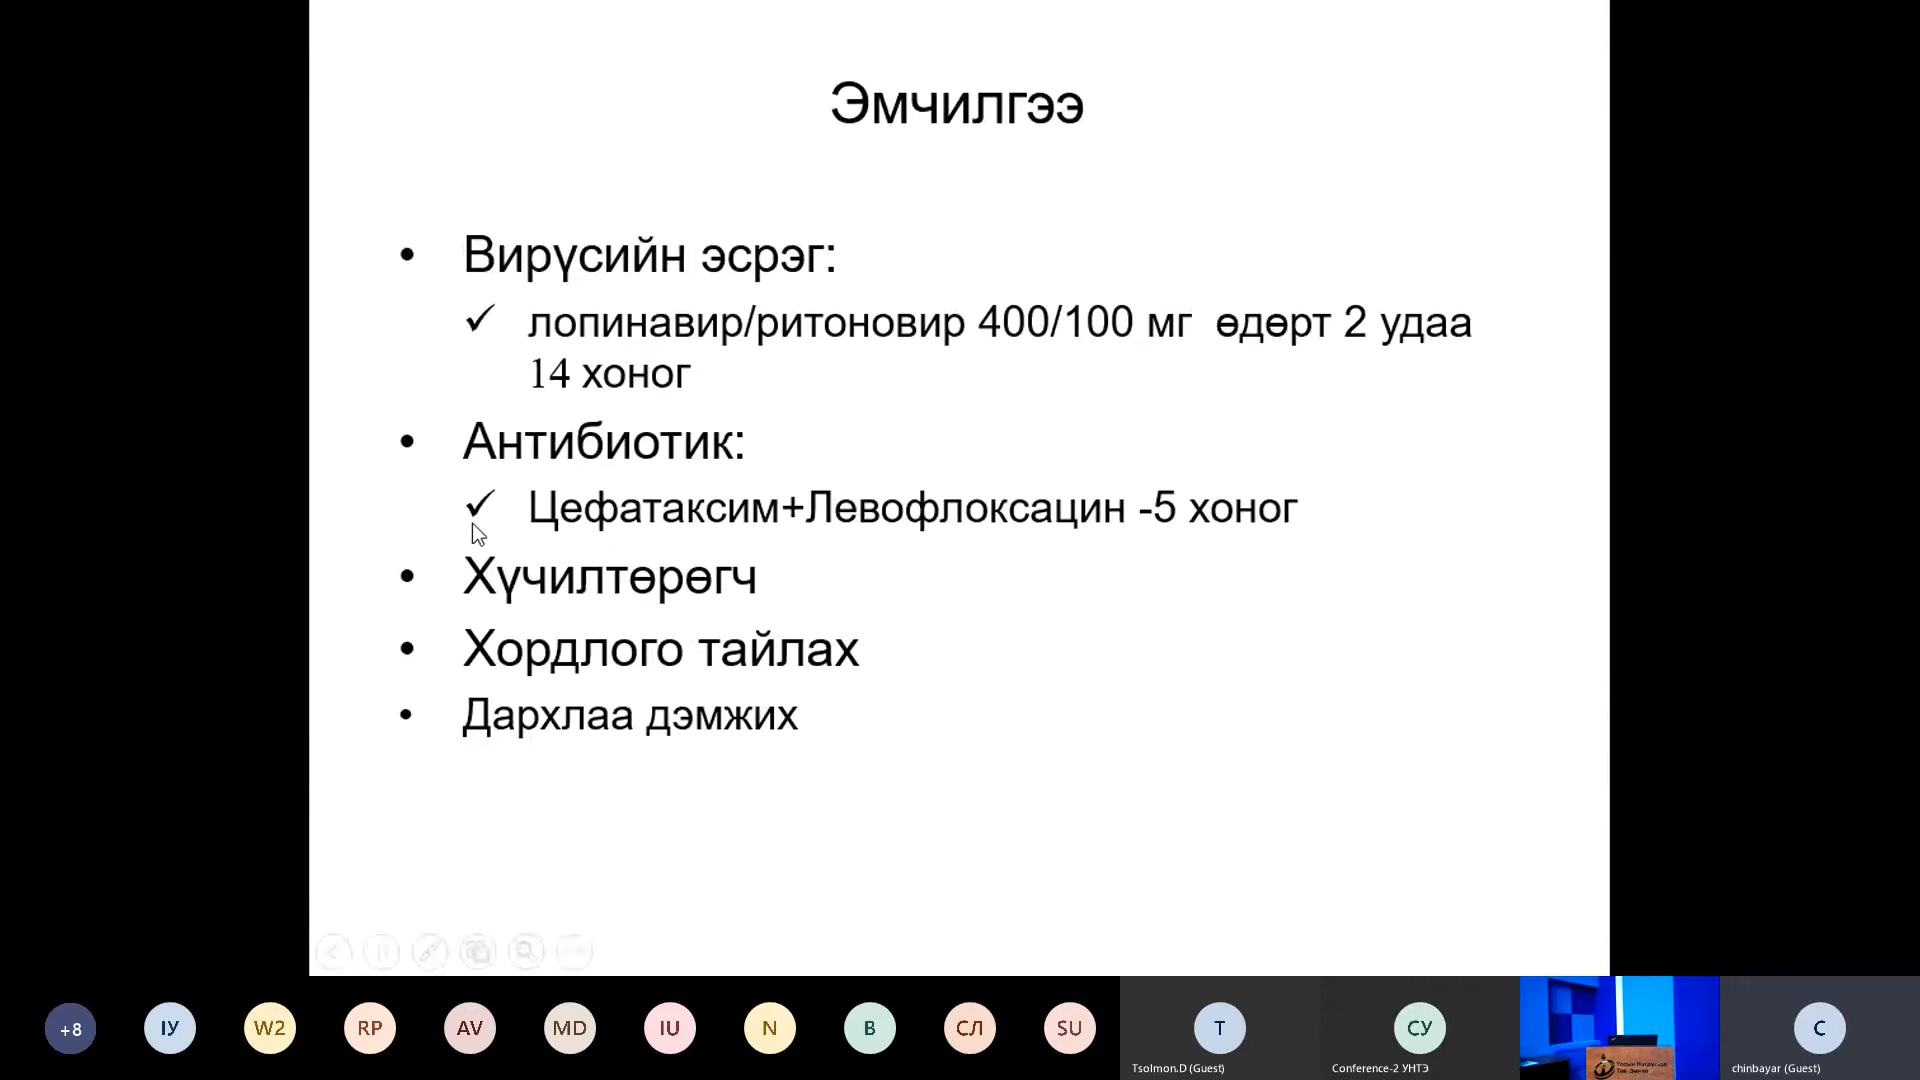 Эмчилгээ
• Вирүсийн эсрэг:
✓ лопинавир/ритоновир 400/100 мг өдөрт 2 удаа
14 хоног
• Антибиотик:
✓ Цефатаксим+Левофлоксацин -5 хоног
• Хүчилтөрөгч
• Хордлого тайлах
• Дархлаа дэмжих
+8
ІУ
W2
RP
AV
MD
IU
N
B
СЛ
SU
T
Tsolmon.D (Guest)
СУ
Conference-2 УНТЭ
C
chinbayar (Guest)